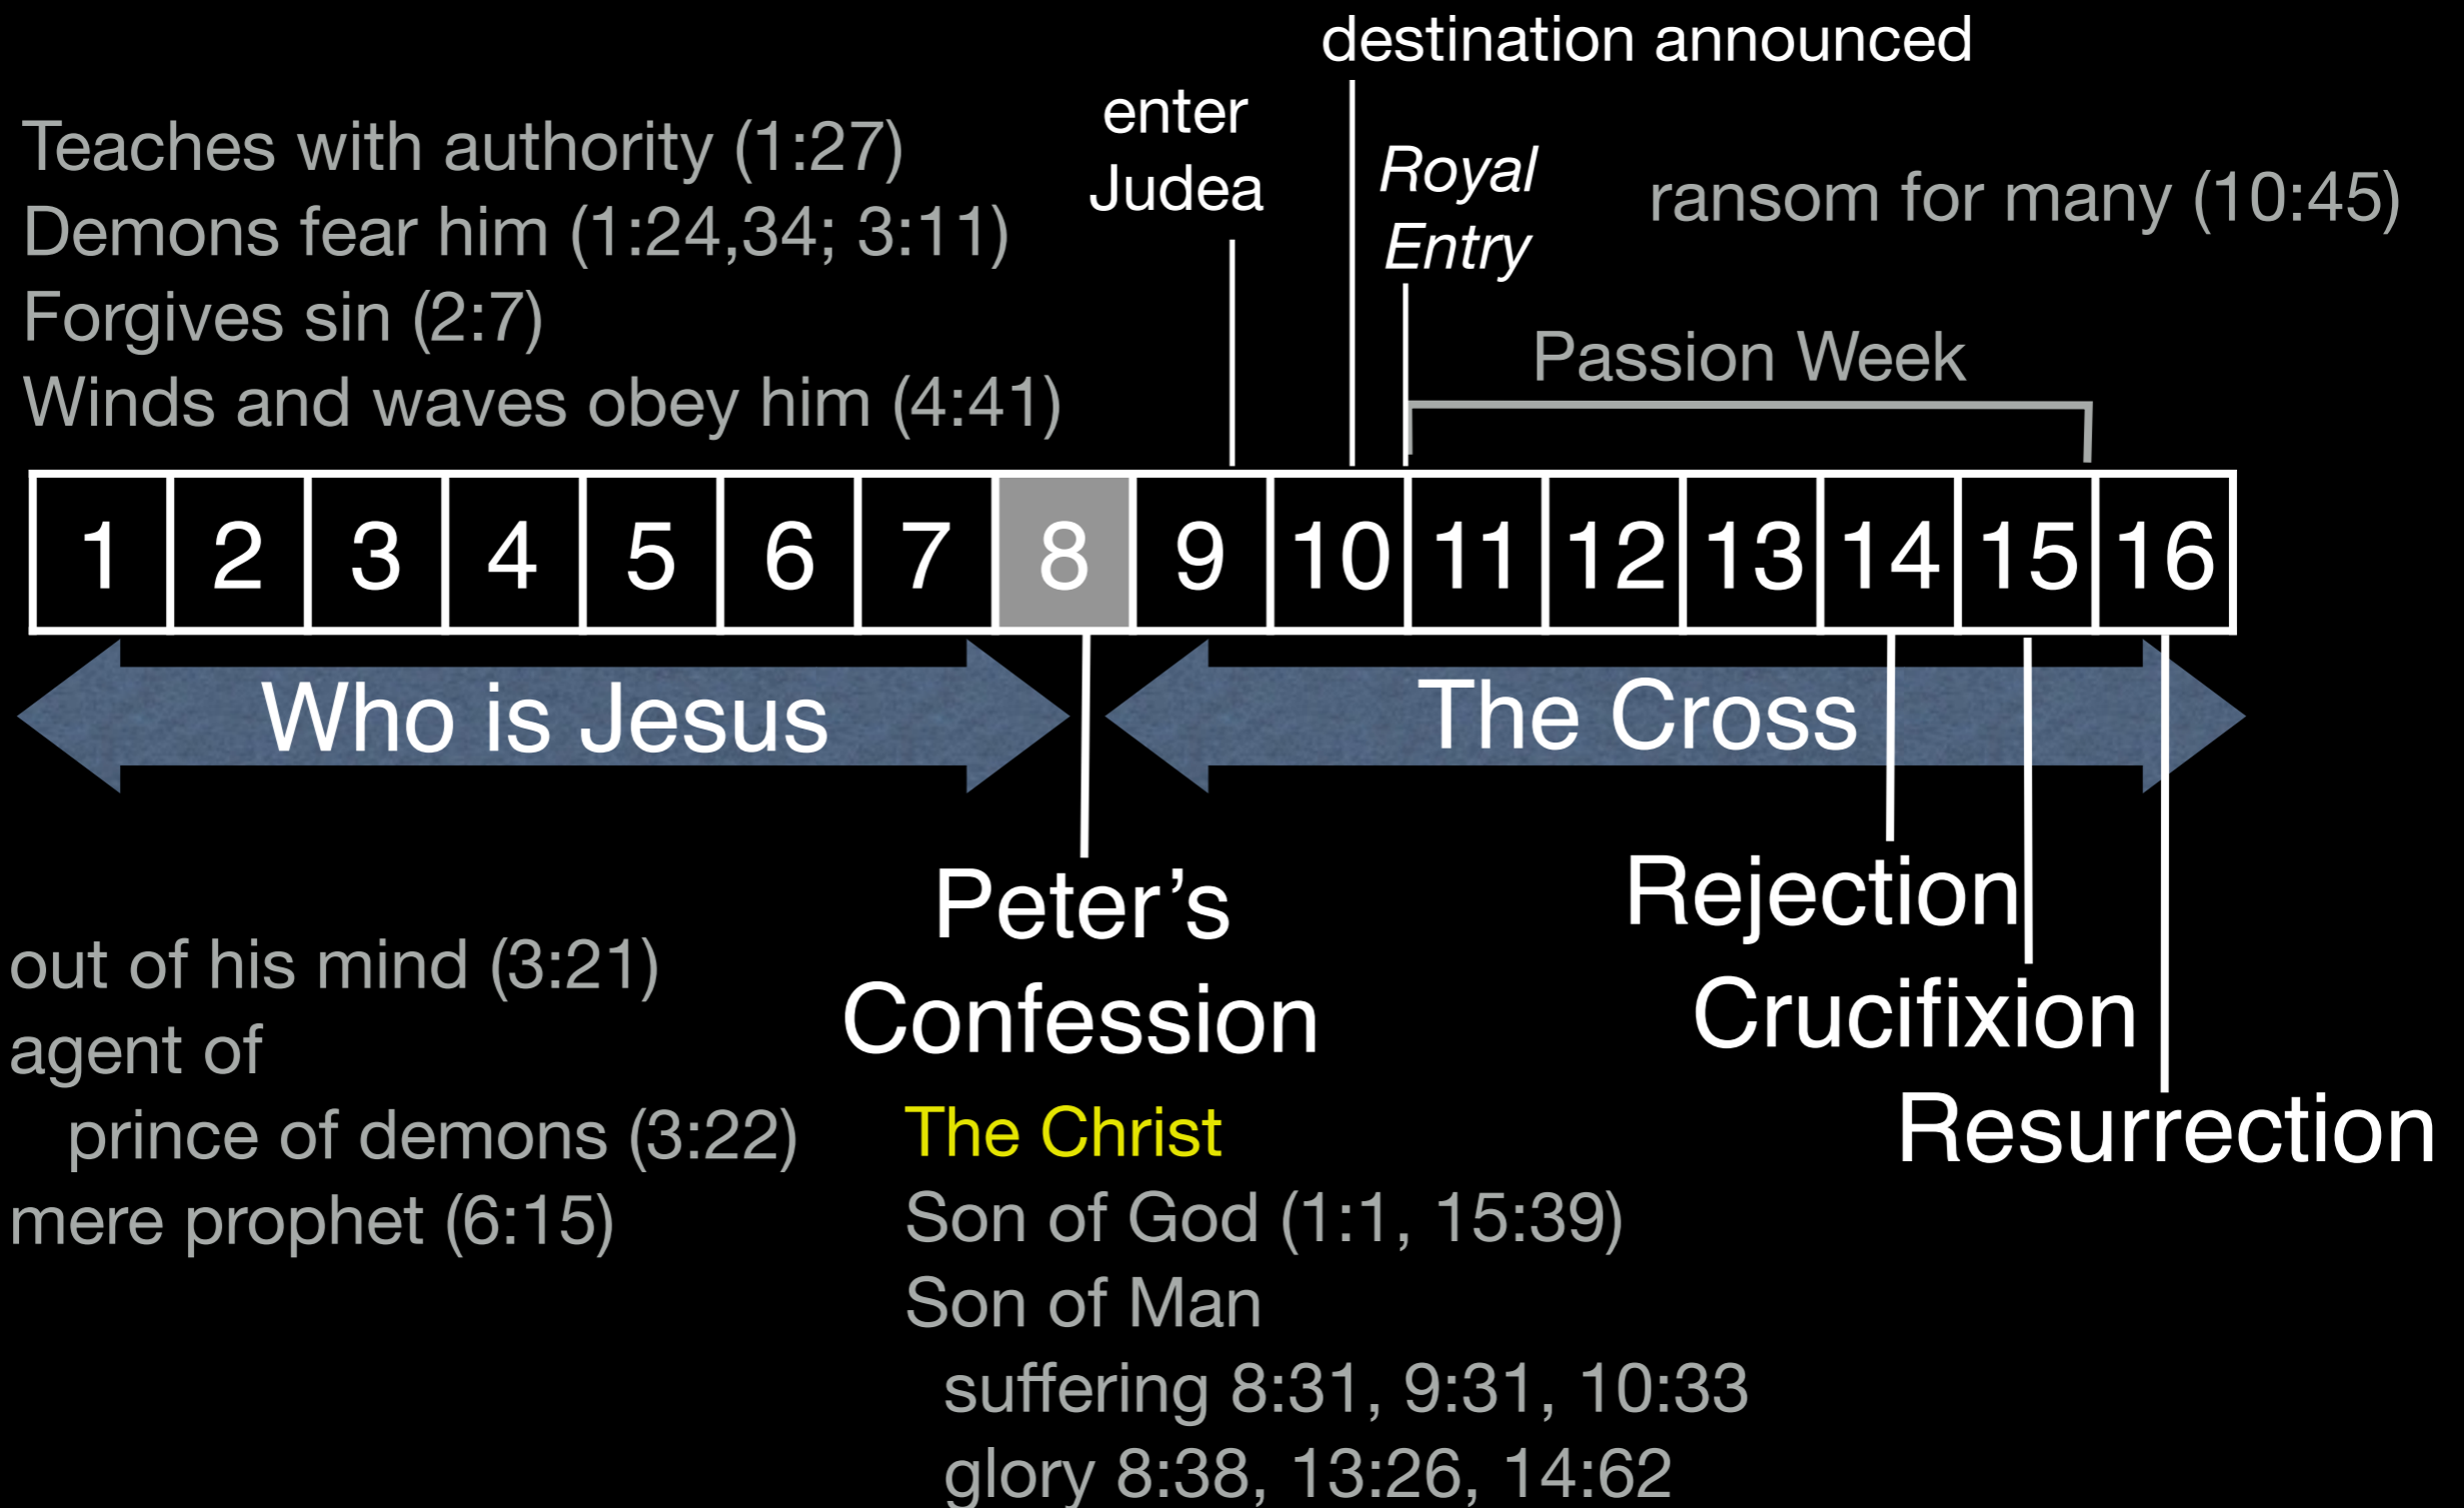 destination announced
enter
Judea
Royal
Entry
Teaches with authority (1:27)
Demons fear him (1:24,34; 3:11)
Forgives sin (2:7)
Winds and waves obey him (4:41)
ransom for many (10:45)
Passion Week
1 2 3 4 5 6 7 8 9 10 11 12 13 14 15 16
Who is Jesus
The Cross
out of his mind (3:21)
agent of
prince of demons (3:22)
mere prophet (6:15)
Peter’s
Confession
The Christ
Son of God (1:1, 15:39)
Son of Man
suffering 8:31, 9:31, 10:33
glory 8:38, 13:26, 14:62
Rejection
Crucifixion
Resurrection